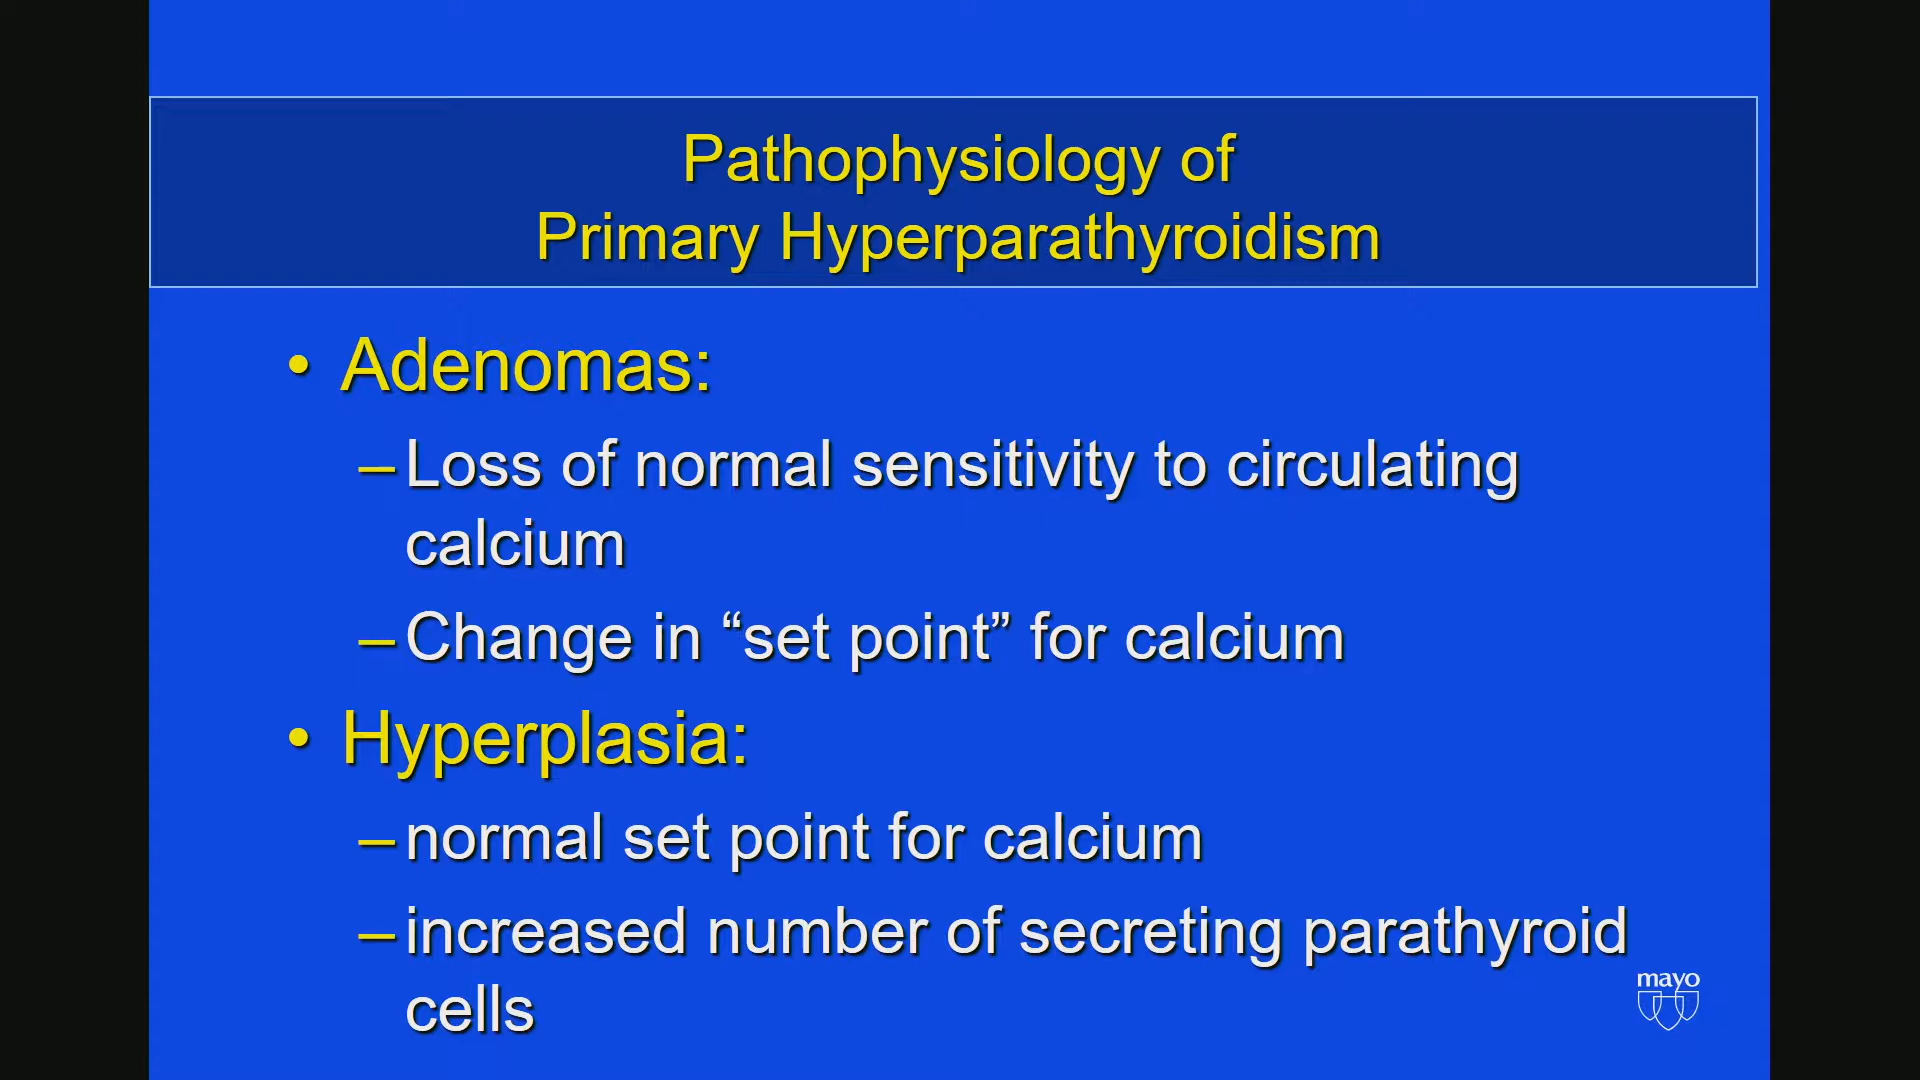 Pathophysiology of
Primary Hyperparathyroidism
• Adenomas:
– Loss of normal sensitivity to circulating
calcium
– Change in “set point” for calcium
• Hyperplasia:
– normal set point for calcium
– increased number of secreting parathyroid
cells
mayo